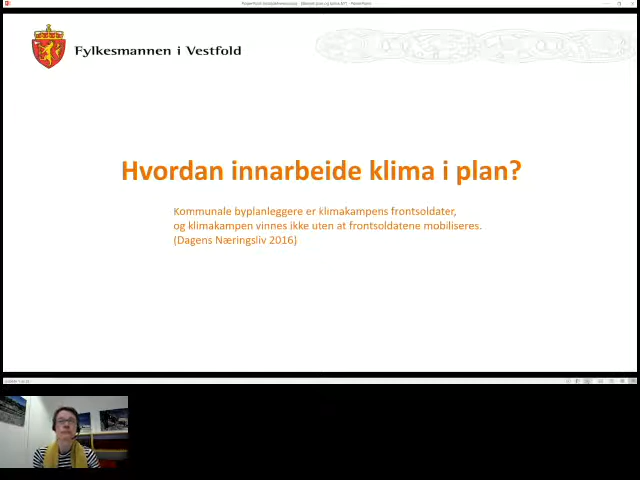 Fylkesmannen i Vestfold
Hvordan innarbeide klima i plan?
Kommunale byplanleggere er klimakampens frontsoldater,
og klimakampen vinnes ikke uten at frontsoldatene mobiliseres.
(Dagens Næringsliv 2016)